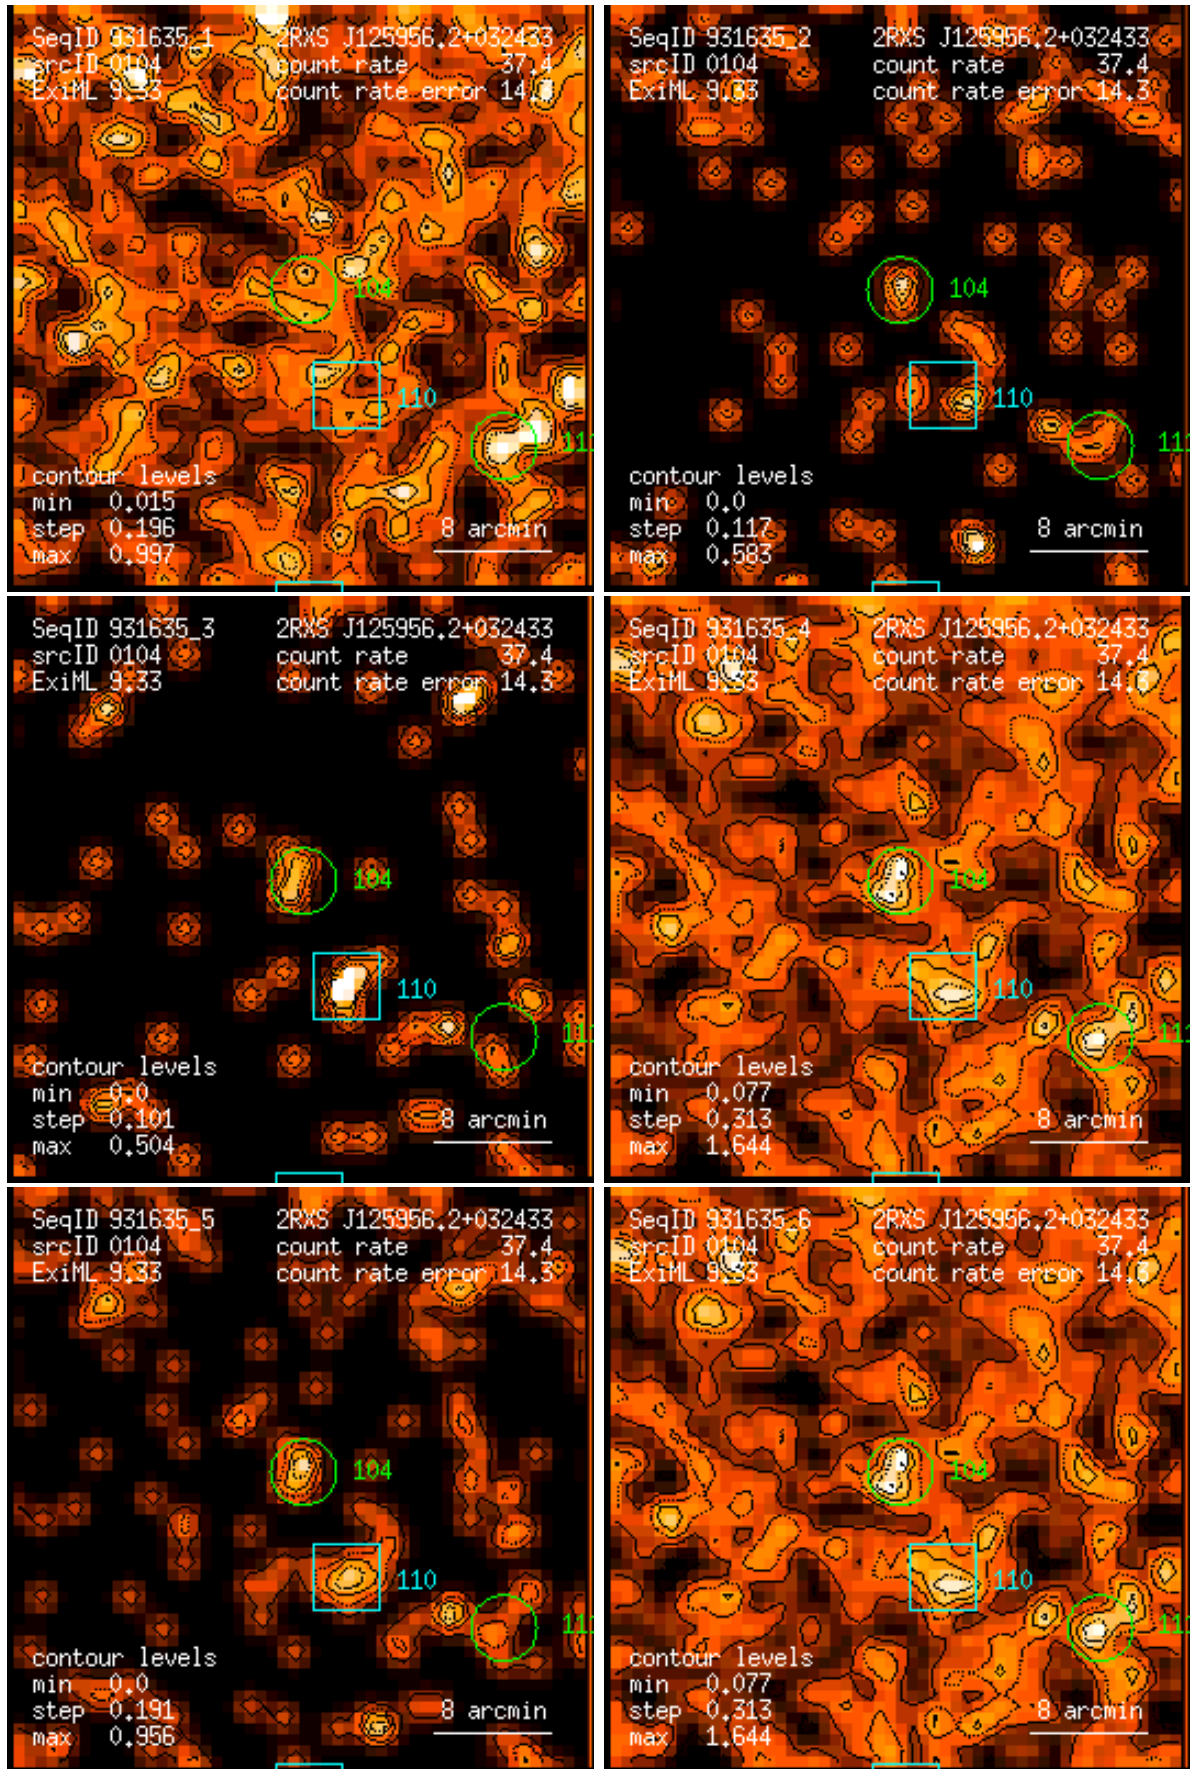 SeqID 931635_1 2RXS J125956.2+032433
srcID 0104 count rate 37.4
ExiML 9.33 count rate error 14.3
104
110
111
contour levels
min 0.015
step 0.196 8 arcmin
max 0.997
SeqID 931635_2 2RXS J125956.2+032433
srcID 0104 count rate 37.4
ExiML 9.33 count rate error 14.3
104
110
111
contour levels
min 0.0
step 0.117 8 arcmin
max 0.583
SeqID 931635_3 2RXS J125956.2+032433
srcID 0104 count rate 37.4
ExiML 9.33 count rate error 14.3
104
110
111
contour levels
min 0.0
step 0.101 8 arcmin
max 0.504
SeqID 931635_4 2RXS J125956.2+032433
srcID 0104 count rate 37.4
ExiML 9.33 count rate error 14.3
104
110
111
contour levels
min 0.077
step 0.313 8 arcmin
max 1.644
SeqID 931635_5 2RXS J125956.2+032433
srcID 0104 count rate 37.4
ExiML 9.33 count rate error 14.3
104
110
111
contour levels
min 0.0
step 0.191 8 arcmin
max 0.956
SeqID 931635_6 2RXS J125956.2+032433
srcID 0104 count rate 37.4
ExiML 9.33 count rate error 14.3
104
110
111
contour levels
min 0.077
step 0.313 8 arcmin
max 1.644